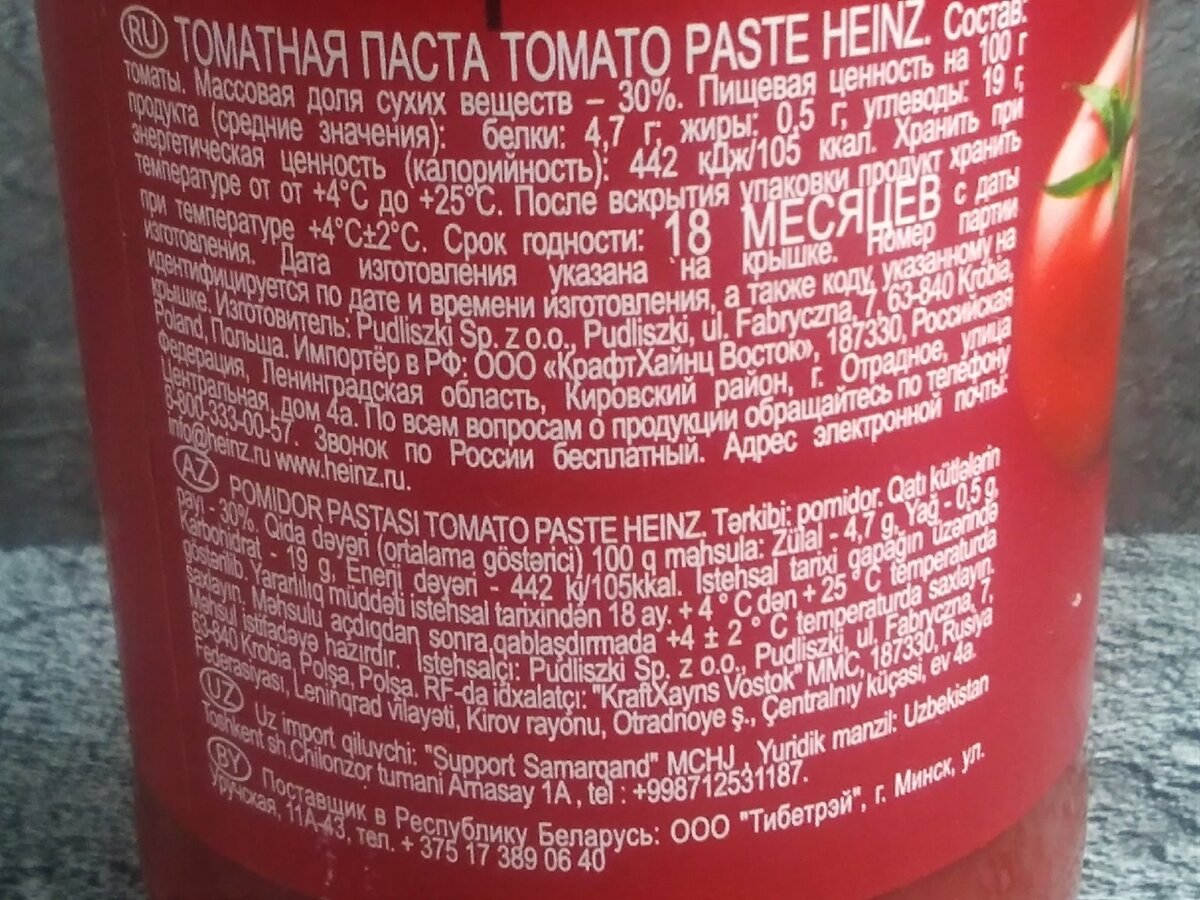 RU ТОМАТНАЯ ПАСТА TOMATO PASTE HEINZ. Состав:
томаты. Массовая доля сухих веществ – 30%. Пищевая ценность на 100 г
продукта (средние значения): белки: 4,7 г; жиры: 0,5 г; углеводы: 19 г,
энергетическая ценность (калорийность): 442 кДж/105 ккал. Хранить при
температуре от от +4°C до +25°C. После вскрытия упаковки продукт хранить
при температуре +4°C±2°C. Срок годности: 18 МЕСЯЦЕВ с даты
изготовления. Дата изготовления указана на крышке. Номер партии
идентифицируется по дате и времени изготовления, а также коду, указанному на
крышке. Изготовитель: Pudliszki Sp. z o.o., Pudliszki, ul. Fabryczna, 7, 63-840 Krobia,
Poland, Польша. Импортёр в РФ: ООО «КрафтХайнц Восток», 187330, Российская
Федерация, Ленинградская область, Кировский район, г. Отрадное, улица
Центральная, дом 4а. По всем вопросам о продукции обращайтесь по телефону
8-800-333-00-57. Звонок по России бесплатный. Адрес электронной почты:
info@heinz.ru www.heinz.ru.
AZ POMIDOR PASTASI TOMATO PASTE HEINZ. Tərkibi: pomidor. Qatı kütlələrin
payı - 30%. Qida dəyəri (ortalama göstərici) 100 q məhsula: Zülal - 4,7 g, Yağ - 0,5 g,
Karbonidrat - 19 g, Enerji dəyəri - 442 kj/105kkal. İstehsal tarixi qapağın üzərində
göstərilib. Yararlılıq müddəti istehsal tarixindən 18 ay. + 4 ° C dən + 25 ° C temperaturda
saxlayın. Məhsulu açdıqdan sonra,qablaşdırmada +4 ± 2 ° C temperaturda saxlayın.
Məhsul istifadəyə hazırdır. İstehsalçı: Pudliszki Sp. z o.o., Pudliszki, ul. Fabryczna, 7,
63-840 Krobia, Polşa, Polşa. RF-da idxalatçı: "KraftXayns Vostok" MMC, 187330, Rusiya
Federasiyası, Leninqrad vilayəti, Kirov rayonu, Otradnoye ş., Çentralnıy küçəsi, ev 4a.
UZ Uz import qiluvchi: "Support Samarqand" MCHJ , Yuridik manzil: Uzbekistan
Toshkent sh.Chilonzor tumani Arnasay 1A , tel : +998712531187.
BY Поставщик в Республику Беларусь: ООО "Тибетрэй", г. Минск, ул.
Уручская, 11А-43, тел. + 375 17 389 06 40